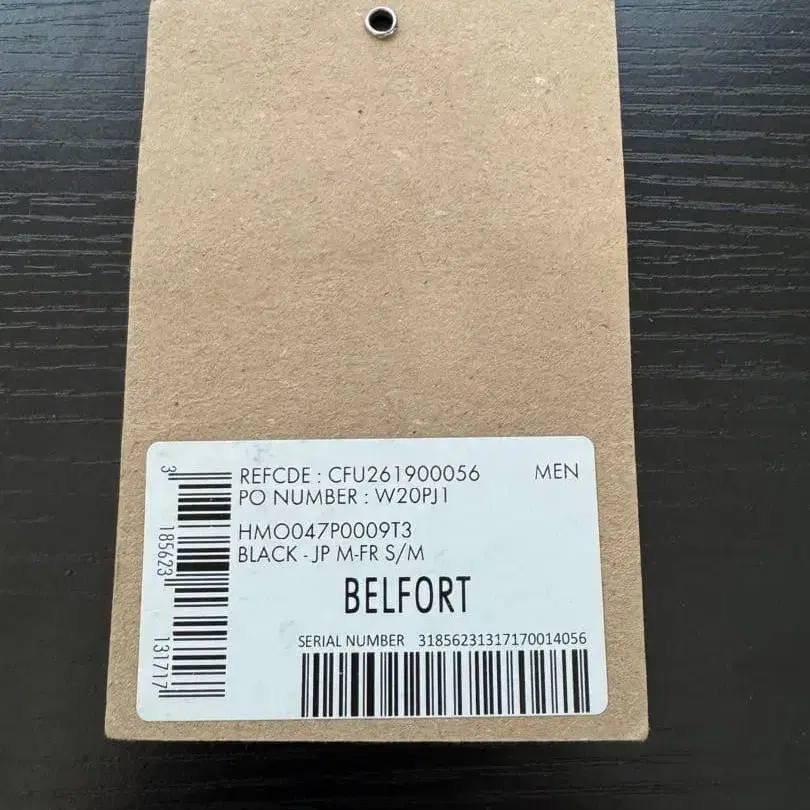 REFCDE : CFU261900056 MEN
PO NUMBER : W20PJ1
HMO047P0009T3
BLACK - JP M-FR S/M
BELFORT
SERIAL NUMBER 31856231317170014056
3 185623 131717